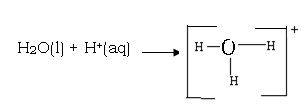 H₂O(l) + H⁺(aq) ⟶ [H–O–H]⁺
H